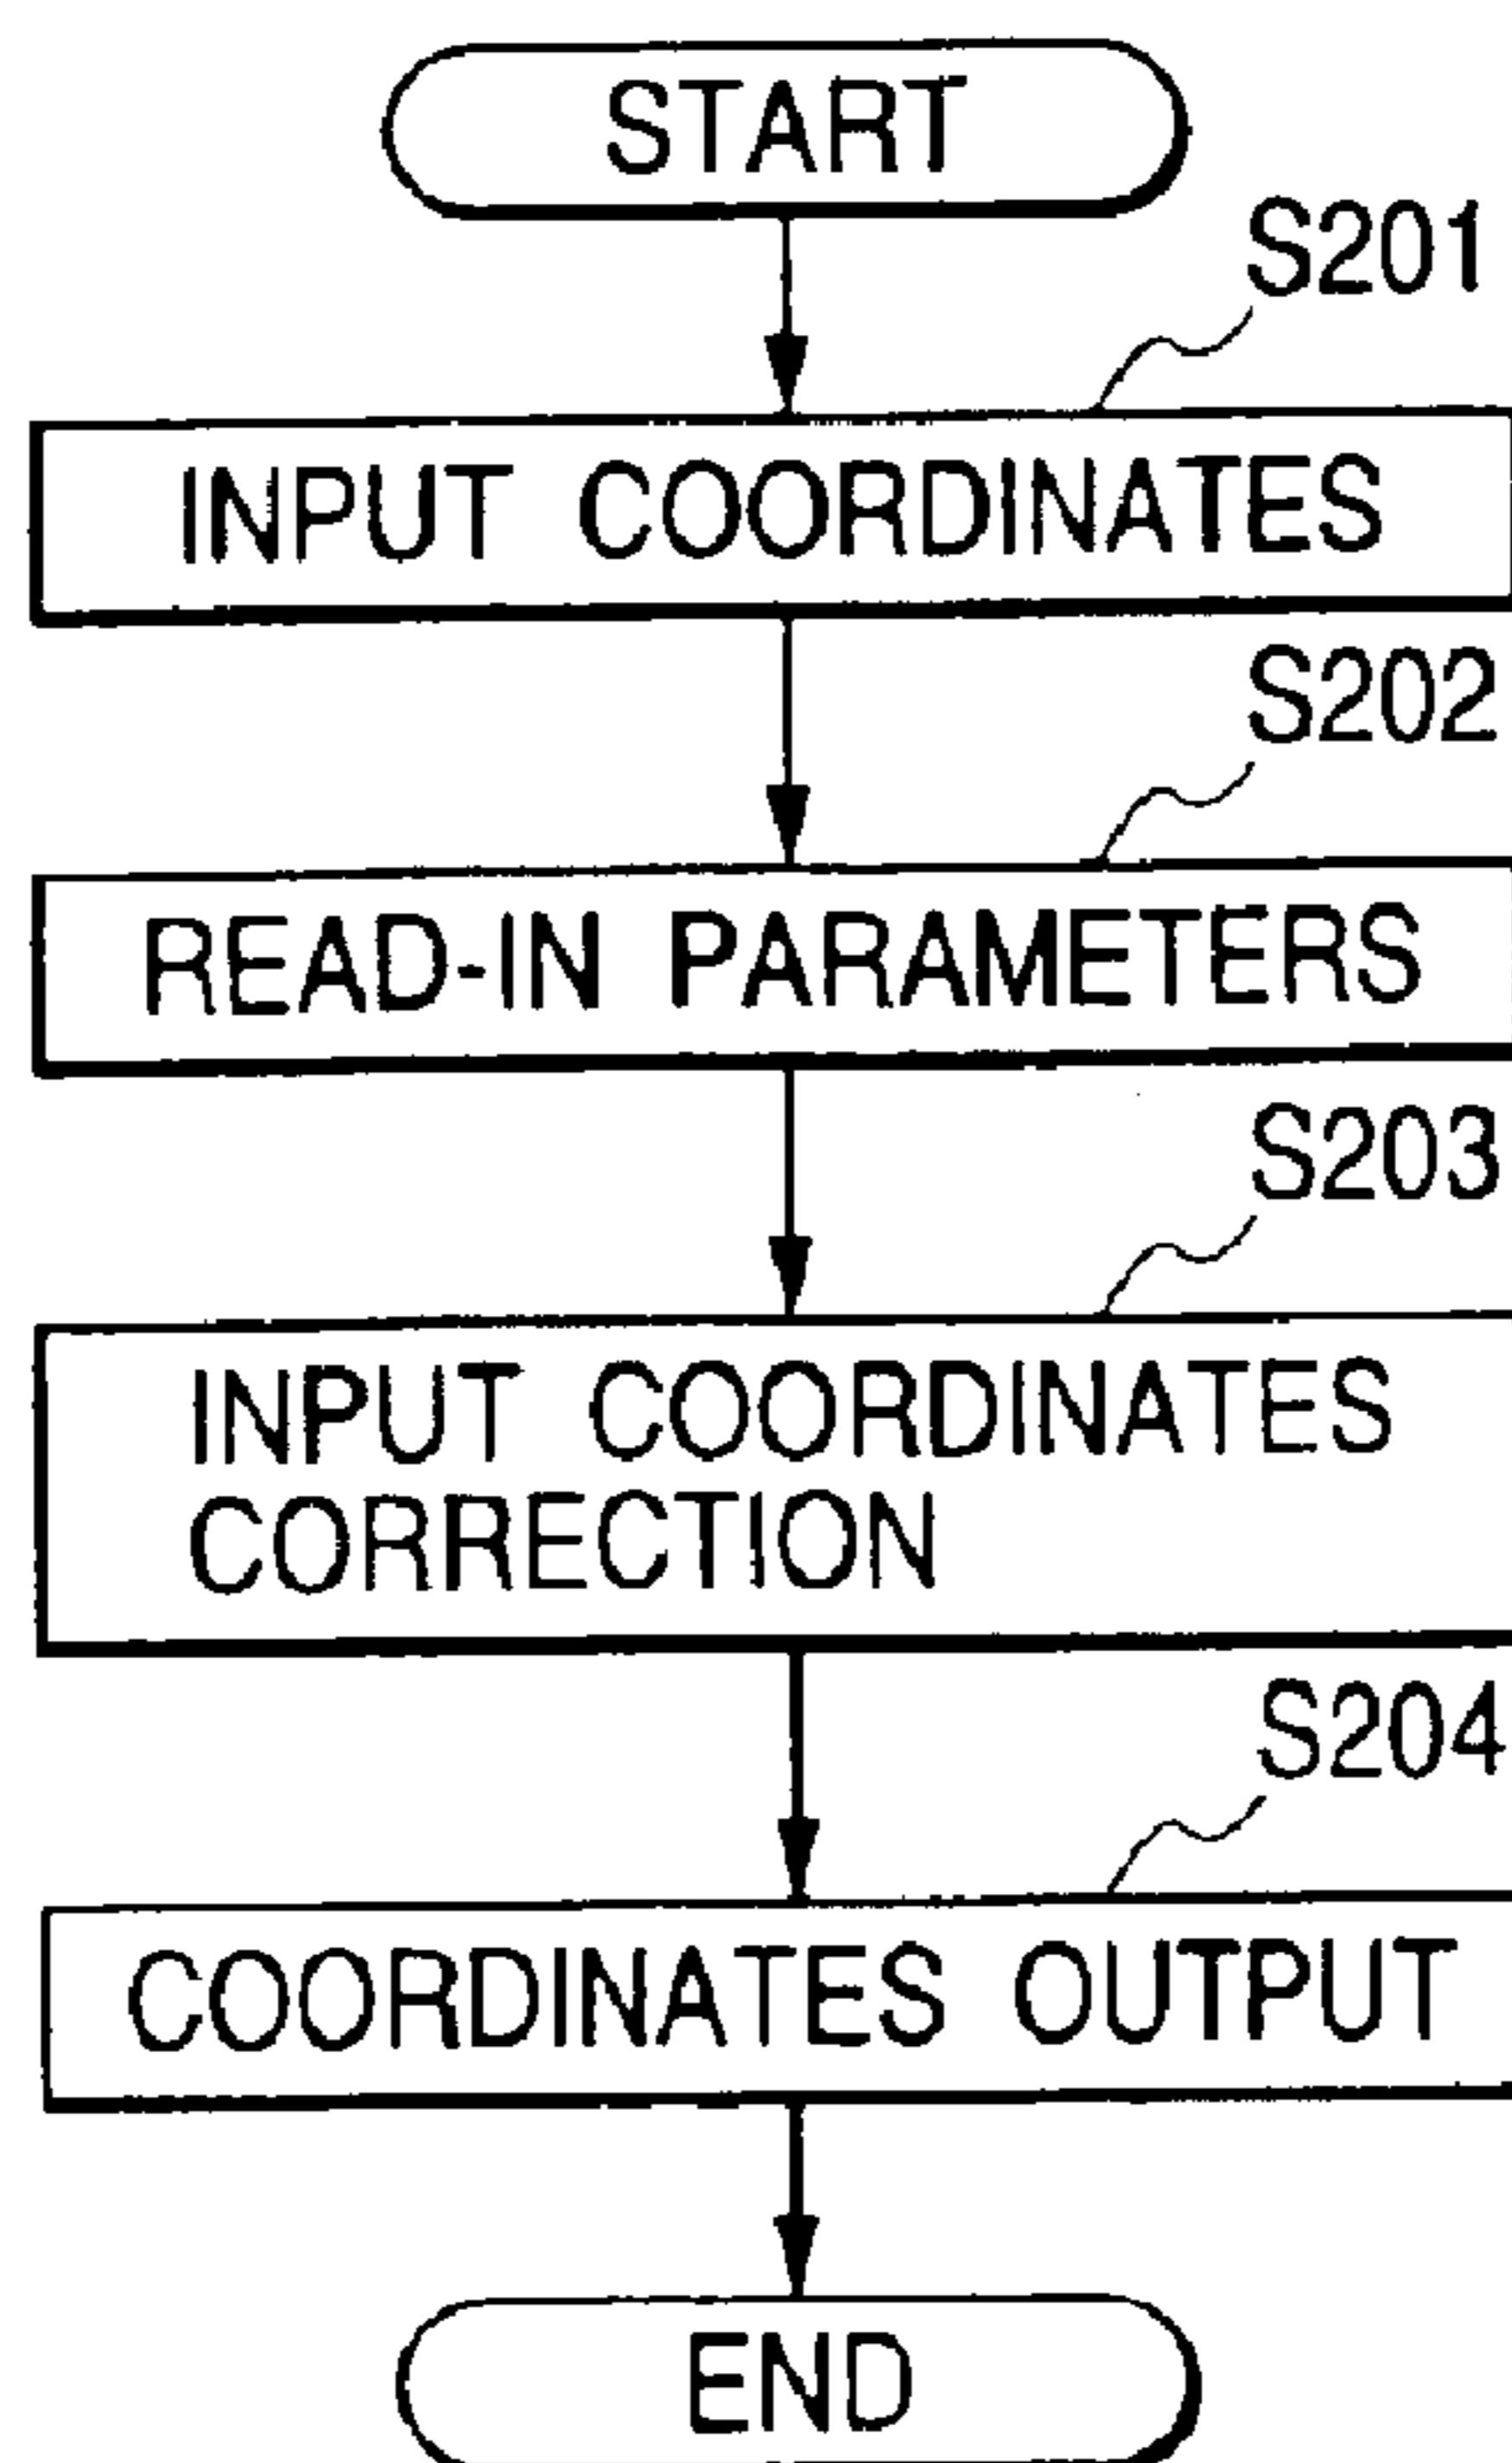 START
S201
INPUT COORDINATES
S202
READ-IN PARAMETERS
S203
INPUT COORDINATES
CORRECTION
S204
COORDINATES OUTPUT
END